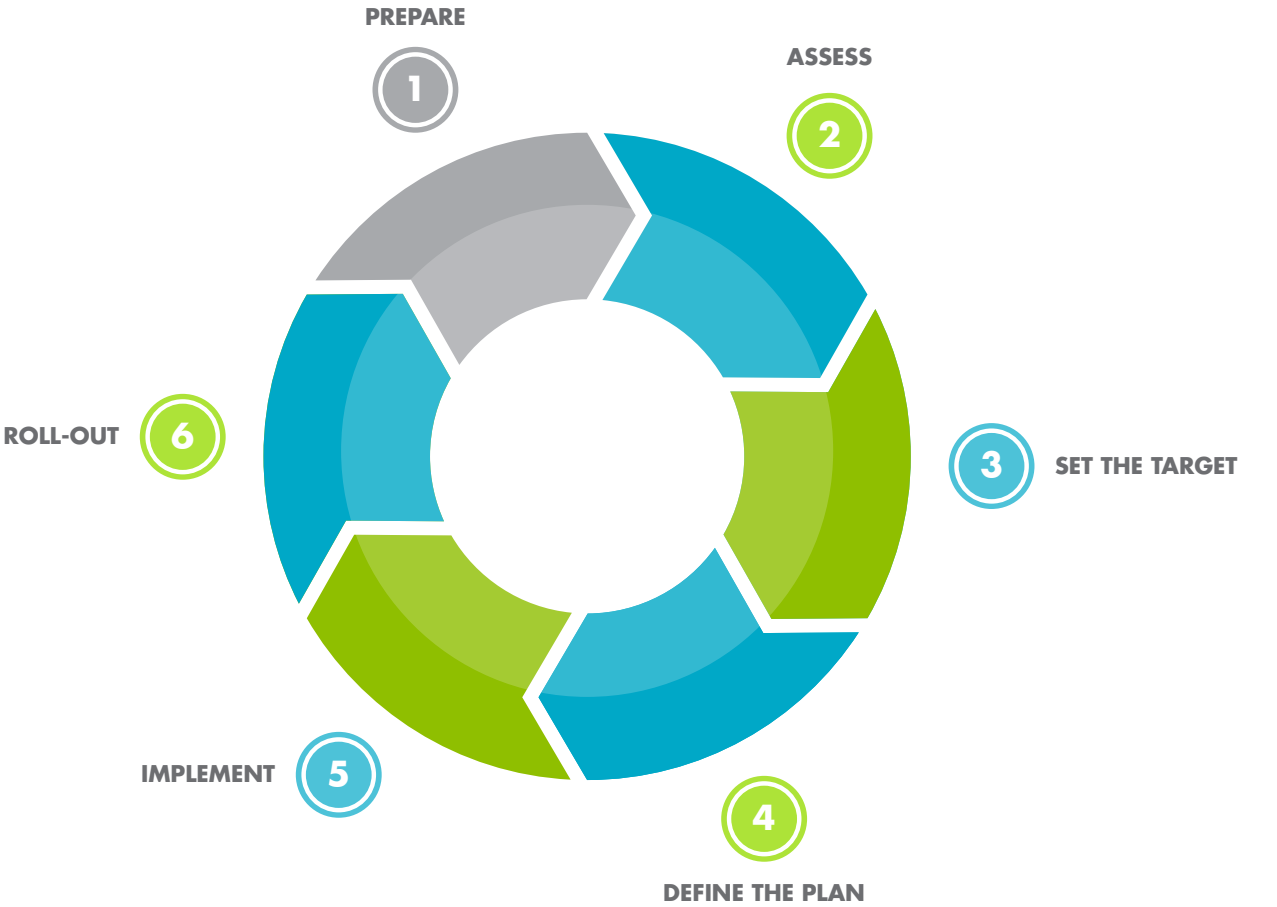 PREPARE
1
ASSESS
2
3
SET THE TARGET
4
DEFINE THE PLAN
5
IMPLEMENT
6
ROLL-OUT